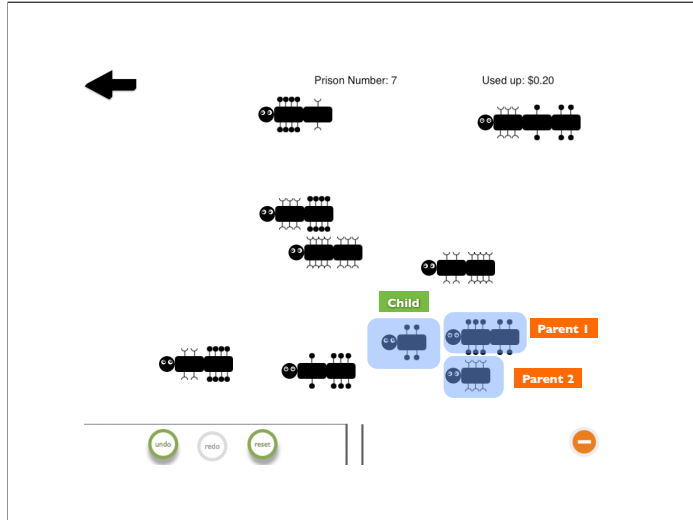 Prison Number: 7
Used up: $0.20
Child
Parent 1
Parent 2
undo
redo
reset